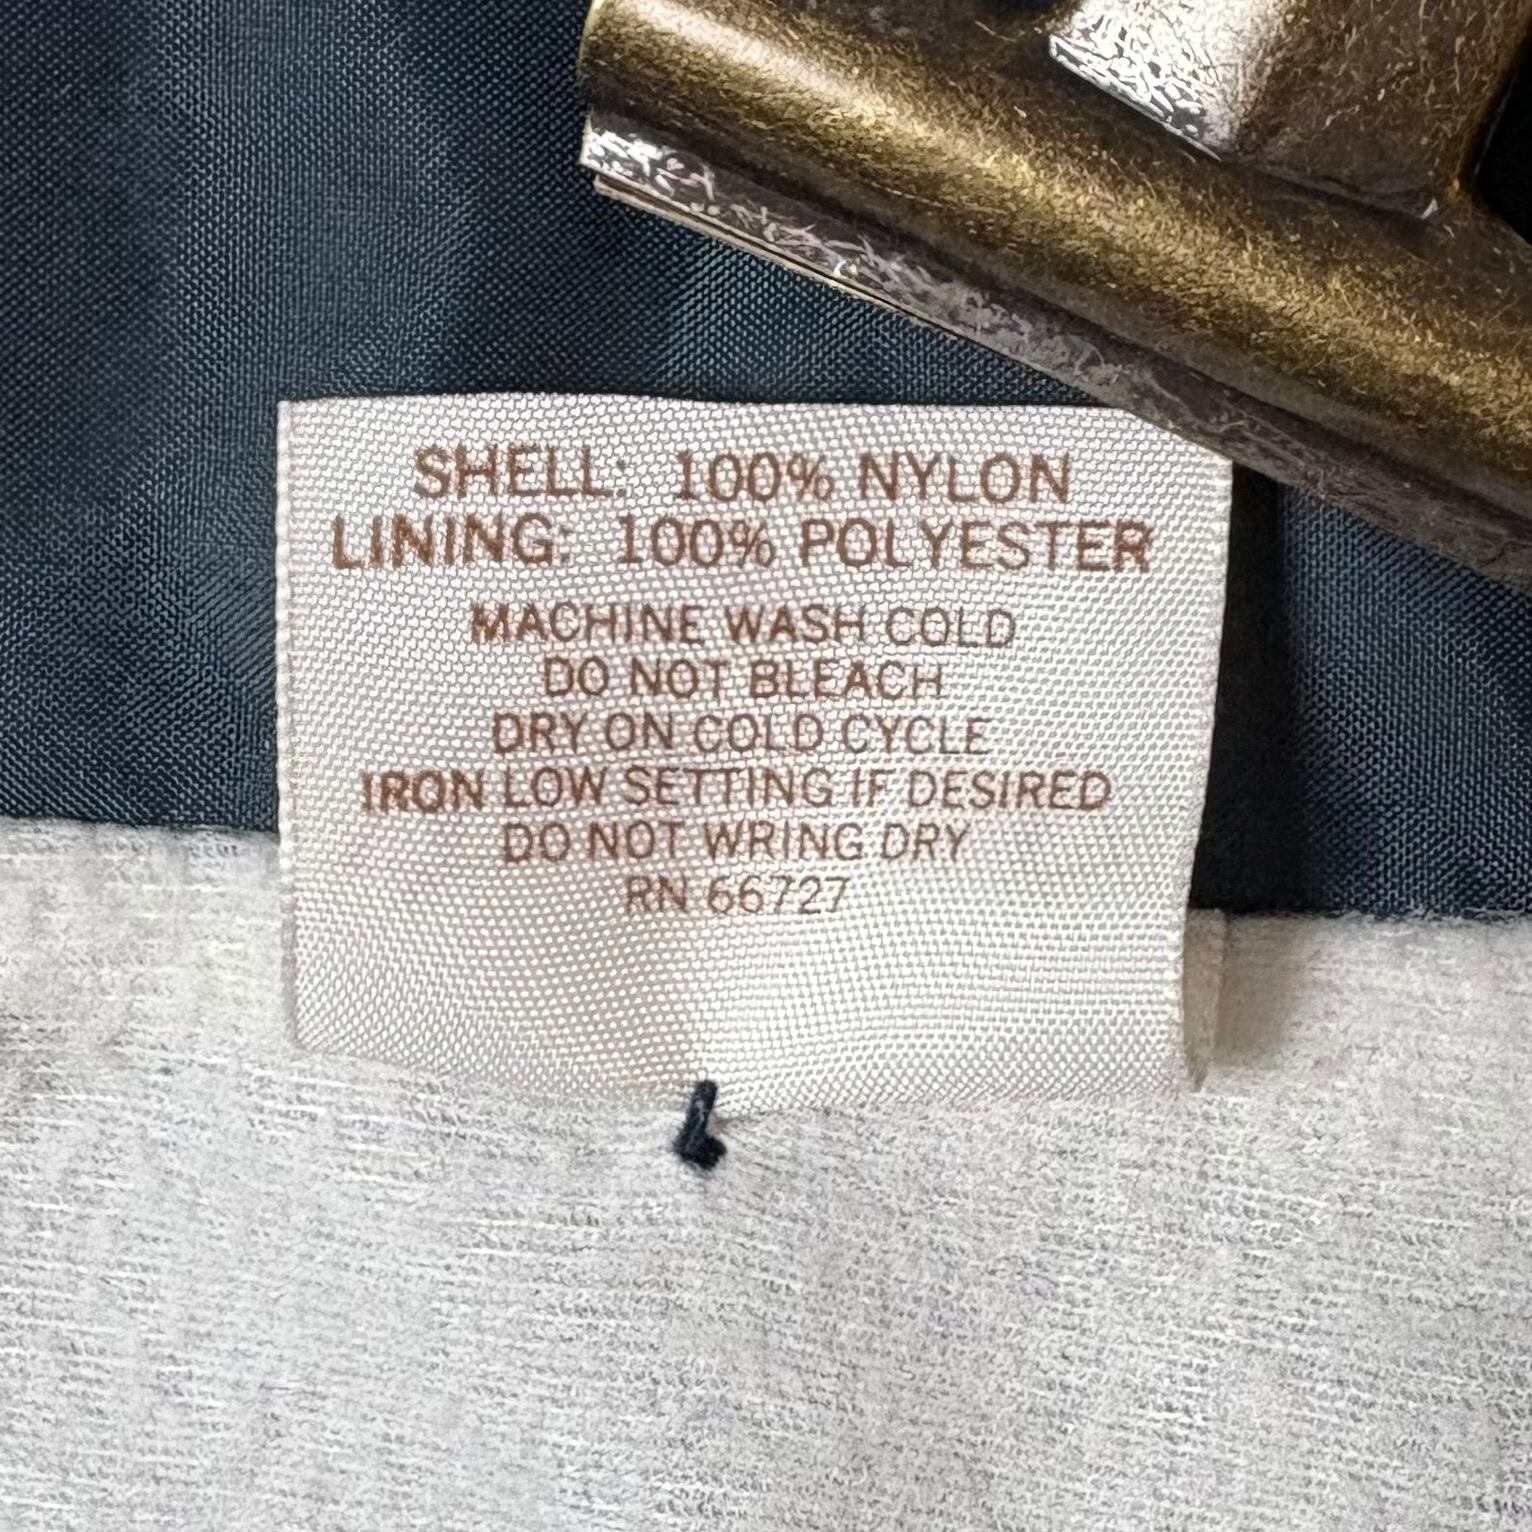 SHELL: 100% NYLON
LINING: 100% POLYESTER
MACHINE WASH COLD
DO NOT BLEACH
DRY ON COLD CYCLE
IRON LOW SETTING IF DESIRED
DO NOT WRING DRY
RN 66727